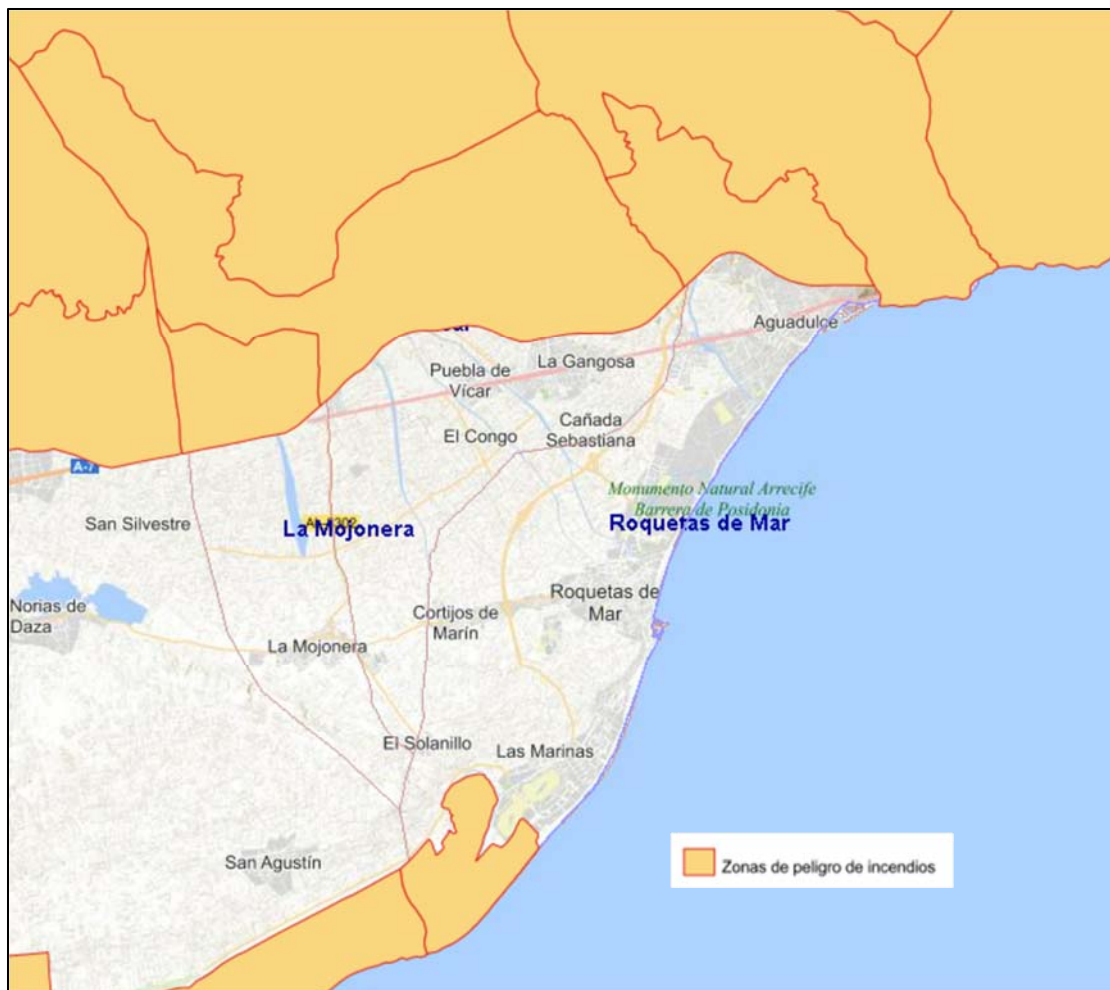 Aguadulce
La Gangosa
Puebla de
Vícar
Cañada
Sebastiana
El Congo
A-7
Monumento Natural Arrecife
Barrera de Posidonia
San Silvestre
La Mojonera
Roquetas de Mar
Roquetas de
Mar
Norias de
Daza
Cortijos de
Marín
La Mojonera
El Solanillo
Las Marinas
San Agustín
Zonas de peligro de incendios